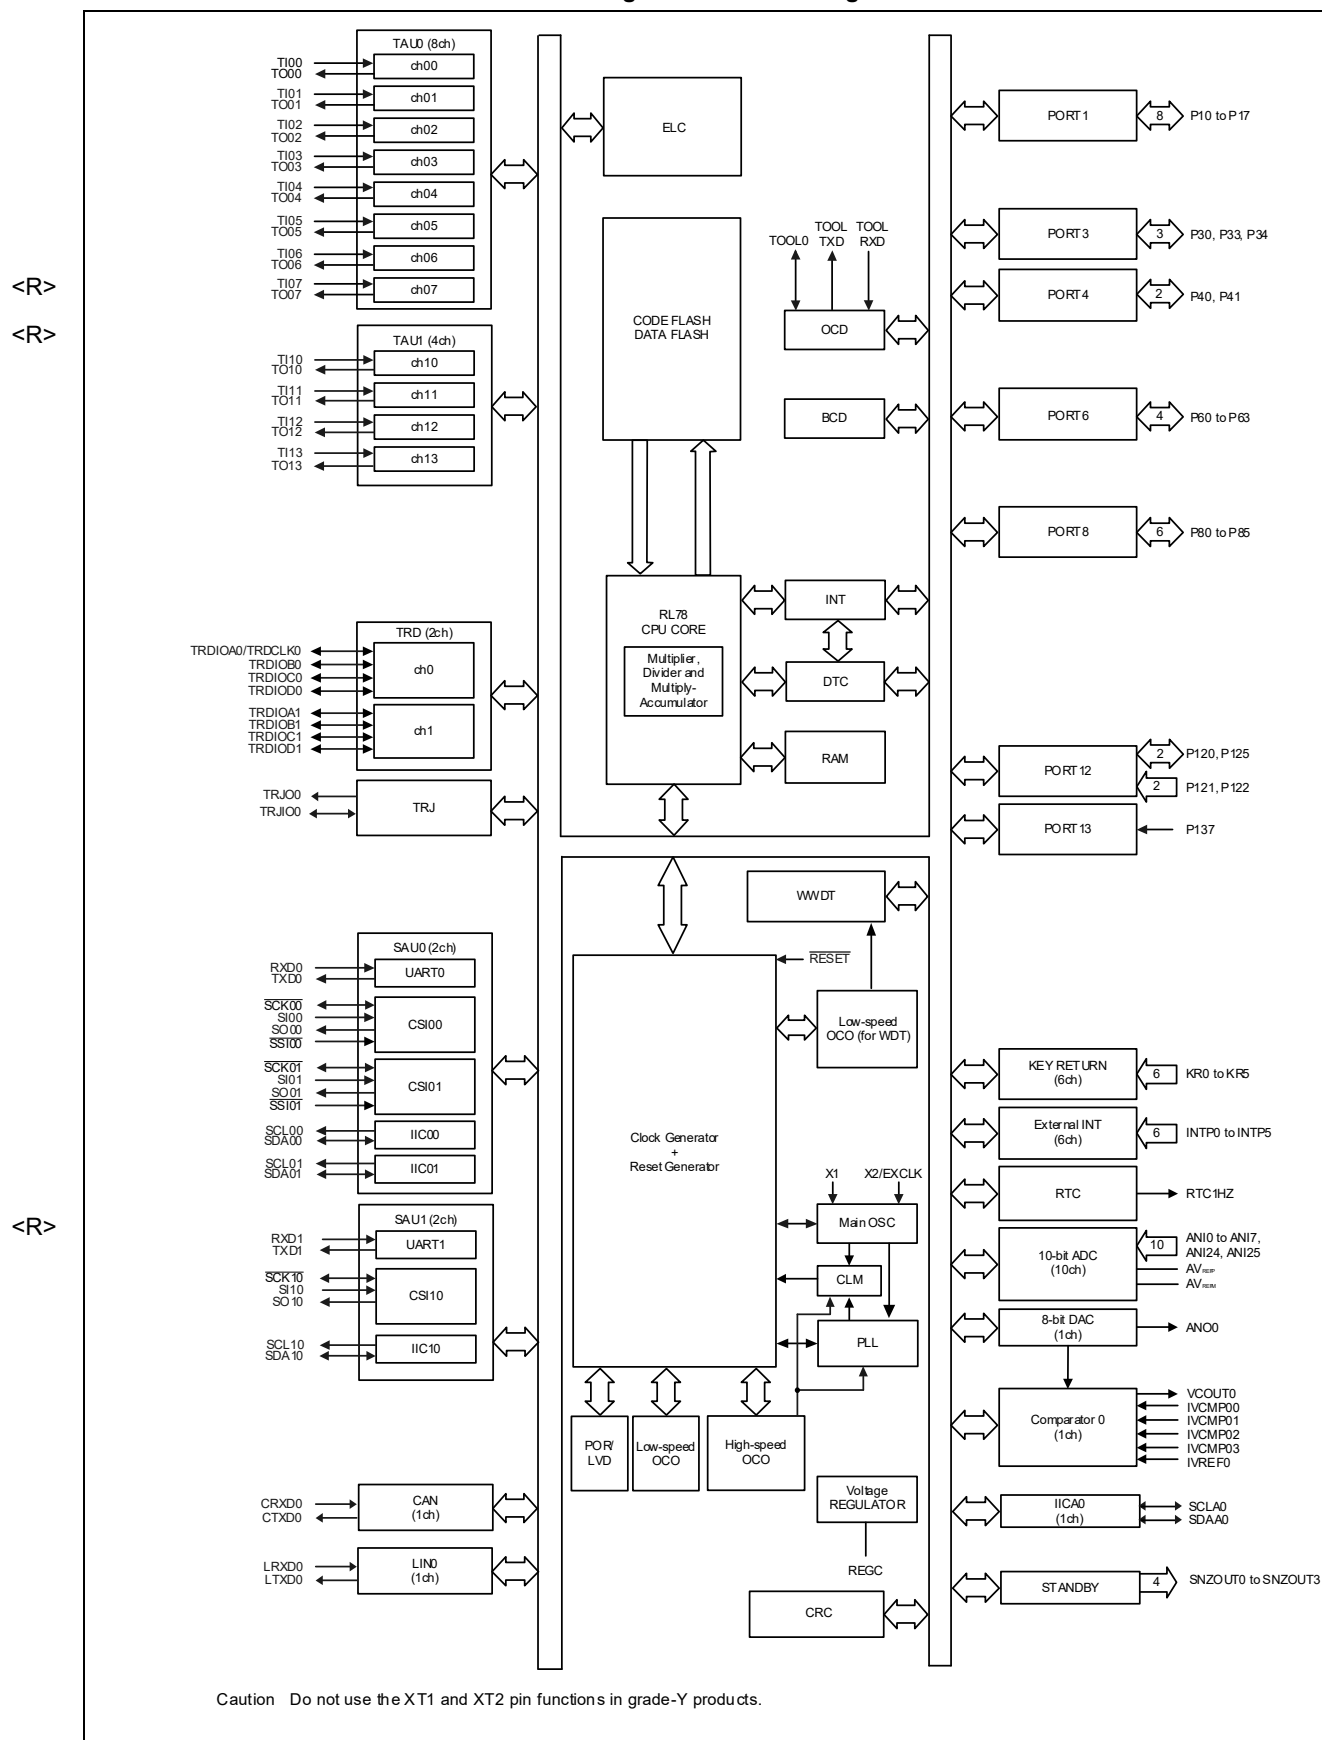 TAU0 (8ch)
TI00
TO00
ch00
TI01
TO01
ch01
TI02
TO02
ch02
TI03
TO03
ch03
TI04
TO04
ch04
TI05
TO05
ch05
TI06
TO06
ch06
<R>
TI07
TO07
ch07
<R>
TAU1 (4ch)
TI10
TO10
ch10
TI11
TO11
ch11
TI12
TO12
ch12
TI13
TO13
ch13
TRD (2ch)
TRDIOA0/TRDCLK0
TRDIOB0
TRDIOC0
TRDIOD0
ch0
TRDIOA1
TRDIOB1
TRDIOC1
TRDIOD1
ch1
TRJO0
TRJIO0
TRJ
SAU0 (2ch)
RXD0
TXD0
UART0
SCK00
SI00
SO00
SSI00
CSI00
SCK01
SI01
SO01
SSI01
CSI01
SCL00
SDA00
IIC00
SCL01
SDA01
IIC01
<R>
SAU1 (2ch)
RXD1
TXD1
UART1
SCK10
SI10
SO10
CSI10
SCL10
SDA10
IIC10
CRXD0
CTXD0
CAN
(1ch)
LRXD0
LTXD0
LIN0
(1ch)
ELC
CODE FLASH
DATA FLASH
TOOL0
TOOL
TXD
TOOL
RXD
OCD
BCD
RL78
CPU CORE
Multiplier,
Divider and
Multiply-
Accumulator
INT
DTC
RAM
WWDT
RESET
Low-speed
OCO (for WDT)
Clock Generator
+
Reset Generator
X1
X2/EXCLK
Main OSC
CLM
PLL
POR/
LVD
Low-speed
OCO
High-speed
OCO
Voltage
REGULATOR
REGC
CRC
PORT1
8
P10 to P17
PORT3
3
P30, P33, P34
PORT4
2
P40, P41
PORT6
4
P60 to P63
PORT8
6
P80 to P85
PORT12
2
P120, P125
2
P121, P122
PORT13
P137
KEY RETURN
(6ch)
6
KR0 to KR5
External INT
(6ch)
6
INTP0 to INTP5
RTC
RTC1HZ
10-bit ADC
(10ch)
10
ANI0 to ANI7,
ANI24, ANI25
AVREFP
AVREFM
8-bit DAC
(1ch)
ANO0
Comparator 0
(1ch)
VCOUT0
IVCMP00
IVCMP01
IVCMP02
IVCMP03
IVREF0
IICA0
(1ch)
SCLA0
SDAA0
STANDBY
4
SNZOUT0 to SNZOUT3
Caution Do not use the XT1 and XT2 pin functions in grade-Y products.